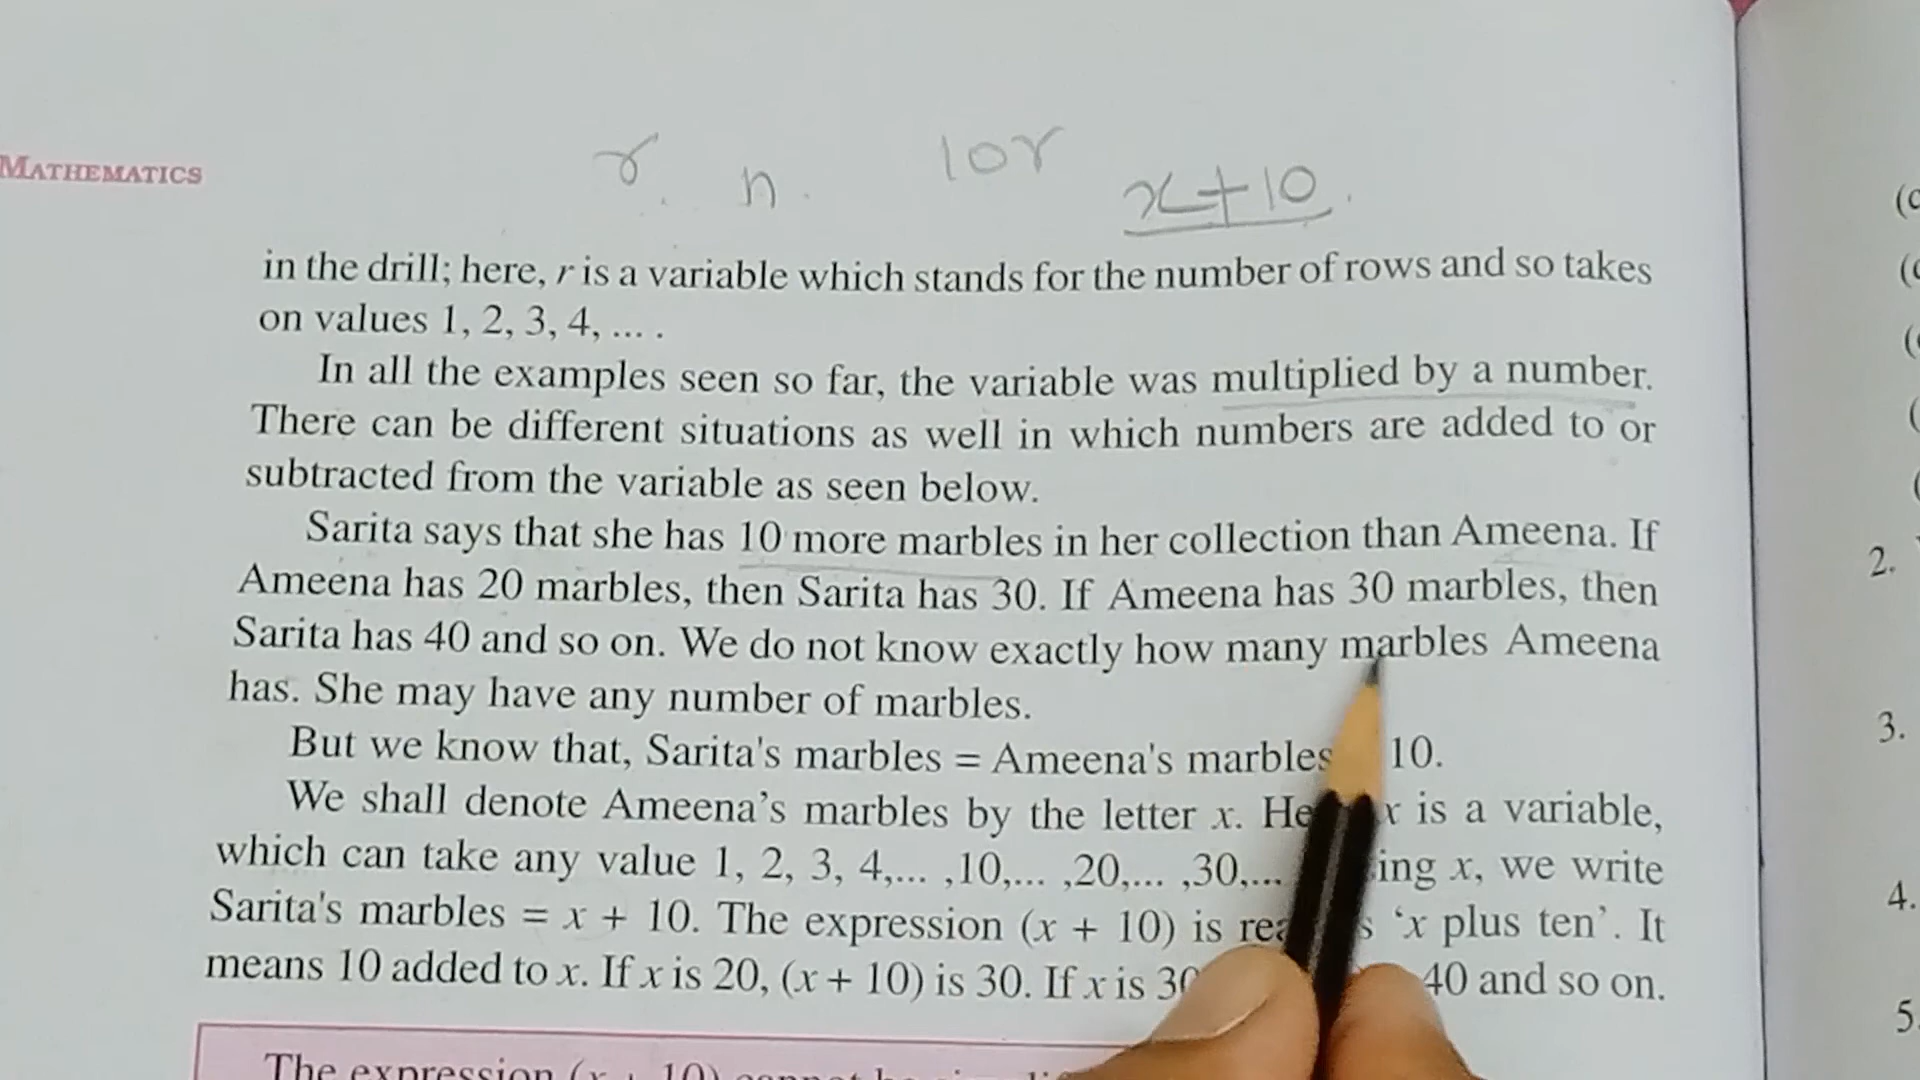 r n. 10r x+10.
MATHEMATICS
in the drill; here, r is a variable which stands for the number of rows and so takes
on values 1, 2, 3, 4, ... .
In all the examples seen so far, the variable was multiplied by a number.
There can be different situations as well in which numbers are added to or
subtracted from the variable as seen below.
Sarita says that she has 10 more marbles in her collection than Ameena. If
Ameena has 20 marbles, then Sarita has 30. If Ameena has 30 marbles, then
Sarita has 40 and so on. We do not know exactly how many marbles Ameena
has. She may have any number of marbles.
But we know that, Sarita's marbles = Ameena's marbles 10.
We shall denote Ameena’s marbles by the letter x. x is a variable,
which can take any value 1, 2, 3, 4,... ,10,... ,20,... ,30,... x, we write
Sarita's marbles = x + 10. The expression (x + 10) is ‘x plus ten’. It
means 10 added to x. If x is 20, (x + 10) is 30. If x is 30 40 and so on.
The expression (x + 10)
2.
3.
4.
5.